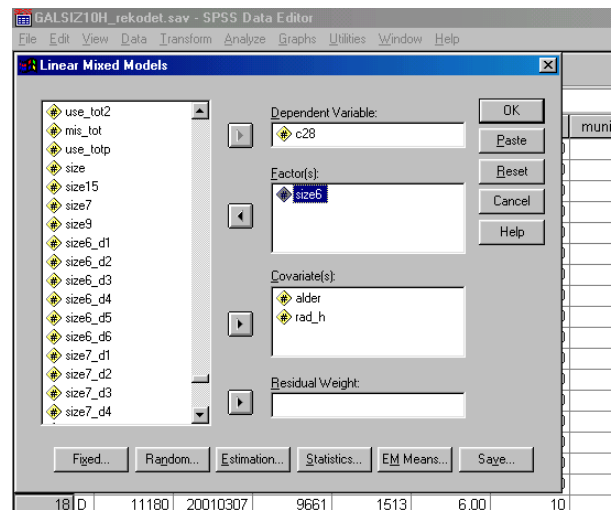 GALSIZ10H_rekodet.sav - SPSS Data Editor
File Edit View Data Transform Analyze Graphs Utilities Window Help
Linear Mixed Models
use_tot2
mis_tot
use_totp
size
size15
size7
size9
size6_d1
size6_d2
size6_d3
size6_d4
size6_d5
size6_d6
size7_d1
size7_d2
size7_d3
size7_d4
Dependent Variable:
c28
Factor(s):
size6
Covariate(s):
alder
rad_h
Residual Weight:
OK
Paste
Reset
Cancel
Help
Fixed... Random... Estimation... Statistics... EM Means... Save...
muni
18 D 11180 20010307 9661 1513 6.00 10